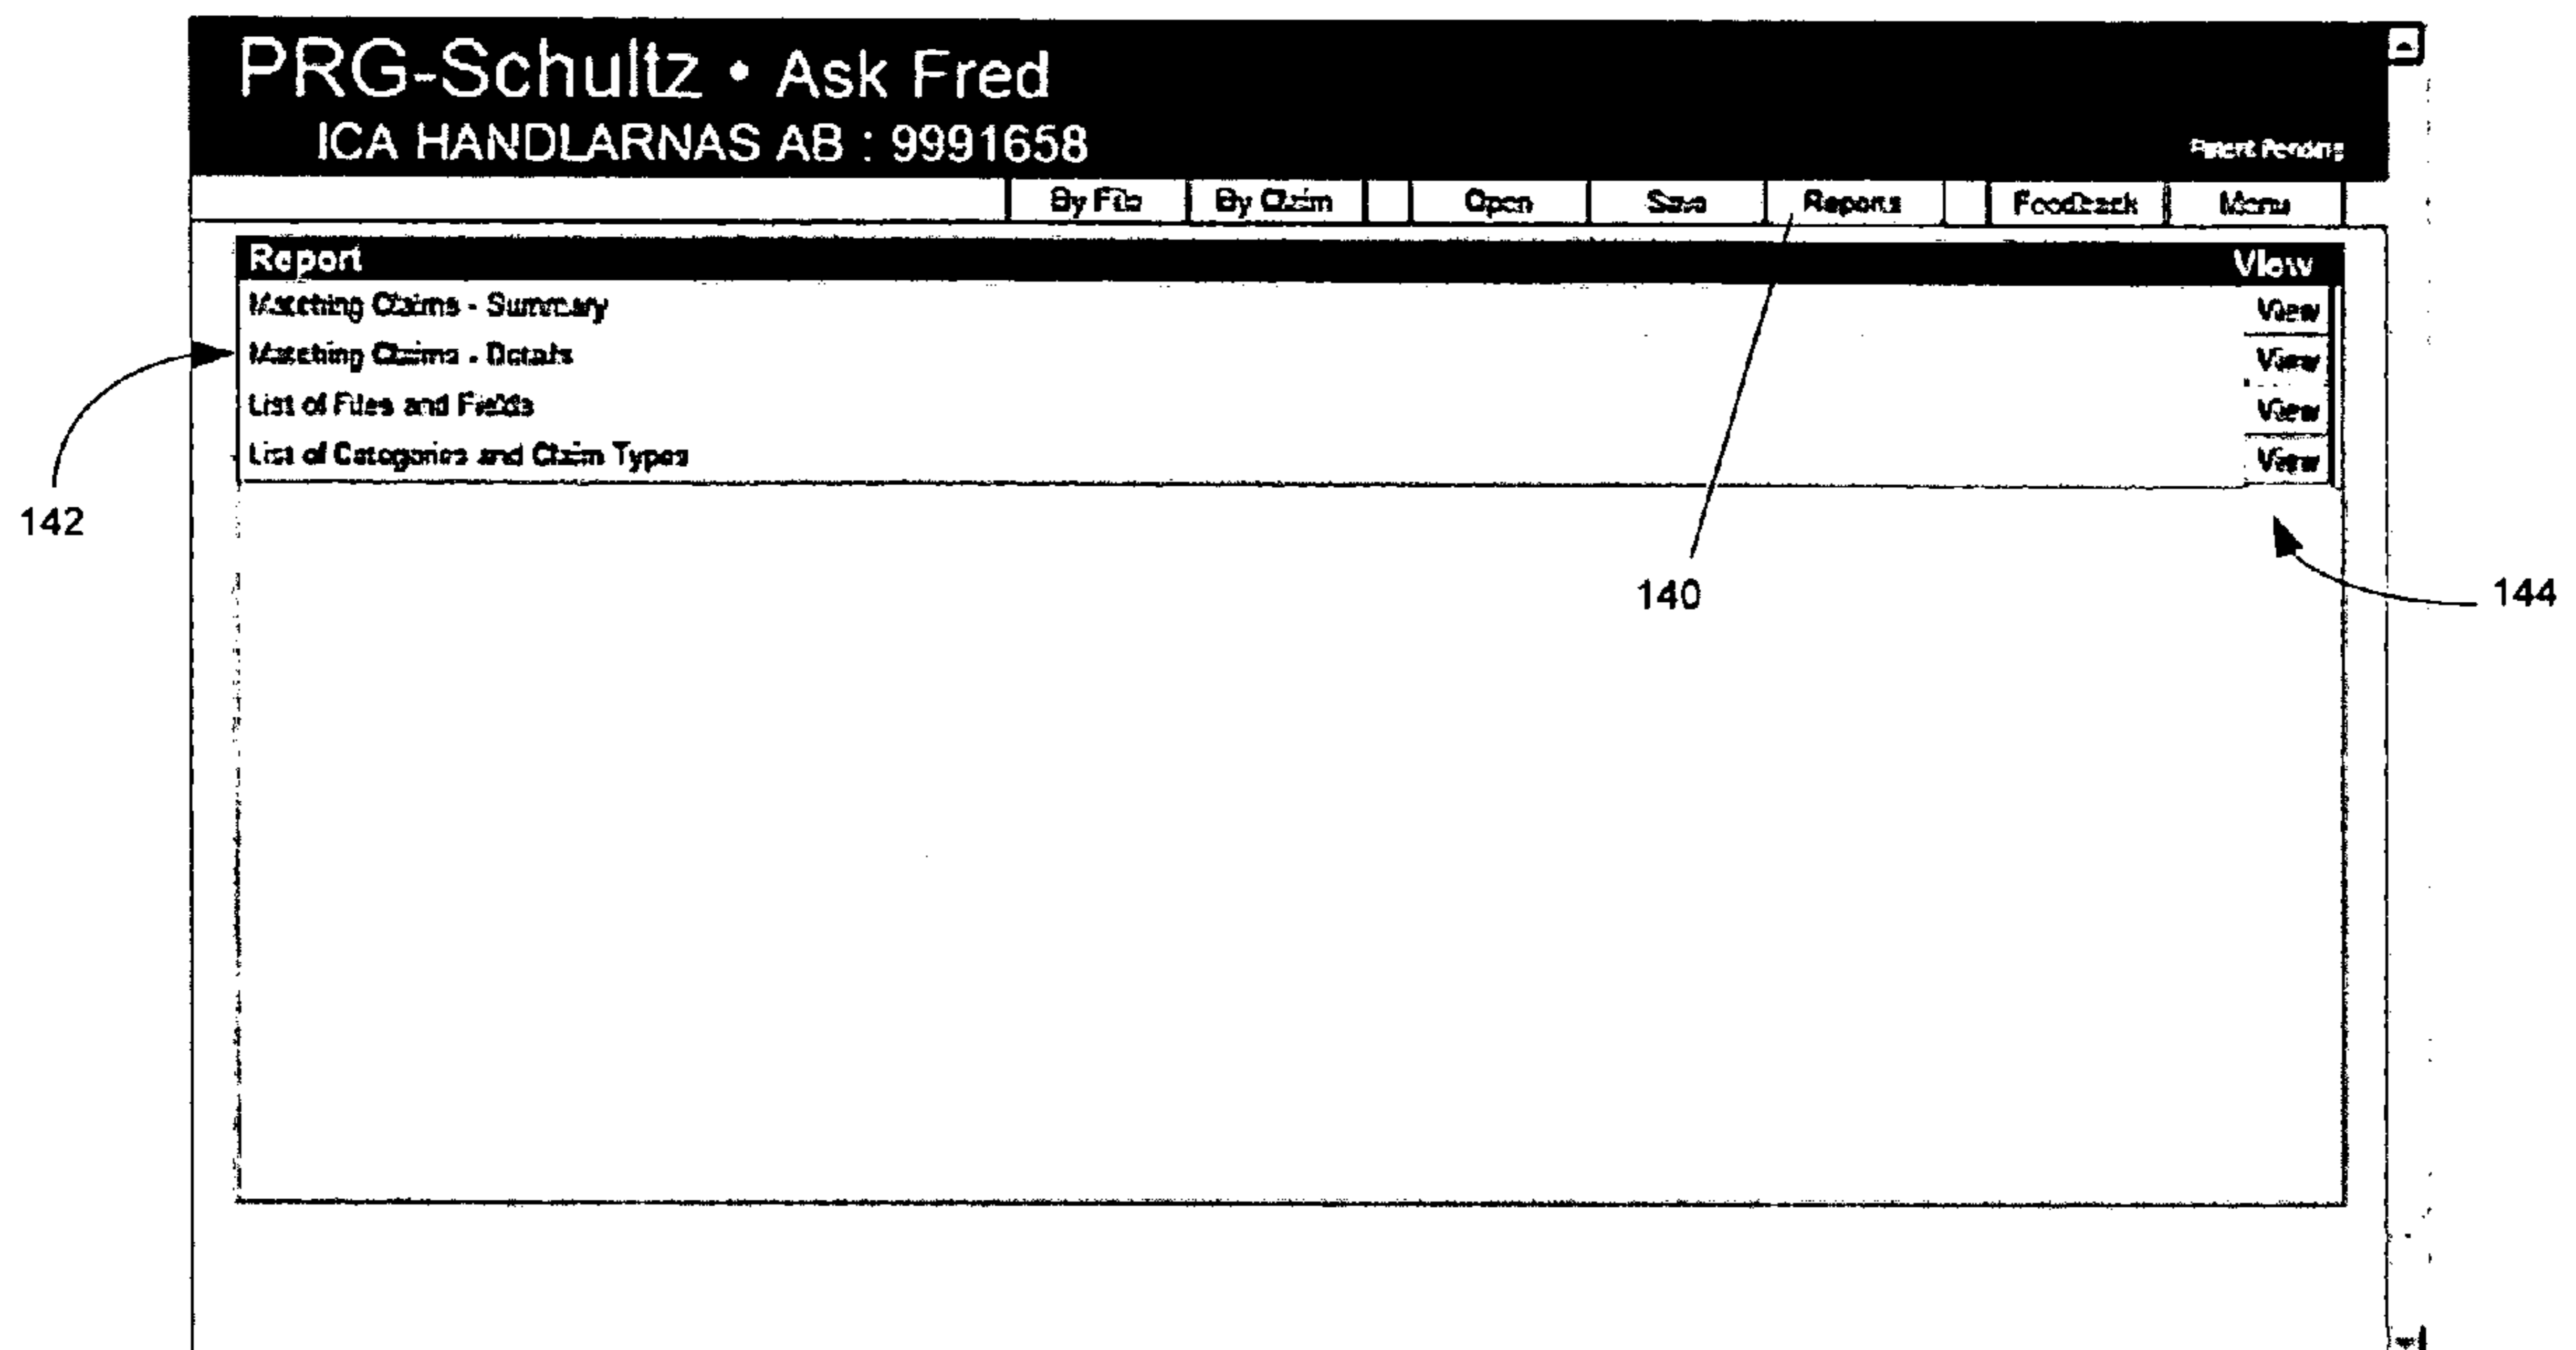 PRG-Schultz • Ask Fred
ICA HANDLARNAS AB : 9991658
Patent Pending
By File By Claim Open Save Reports Feedback Menu
Report View
Matching Claims - Summary View
Matching Claims - Details View
List of Files and Fields View
List of Categories and Claim Types View
142
140
144